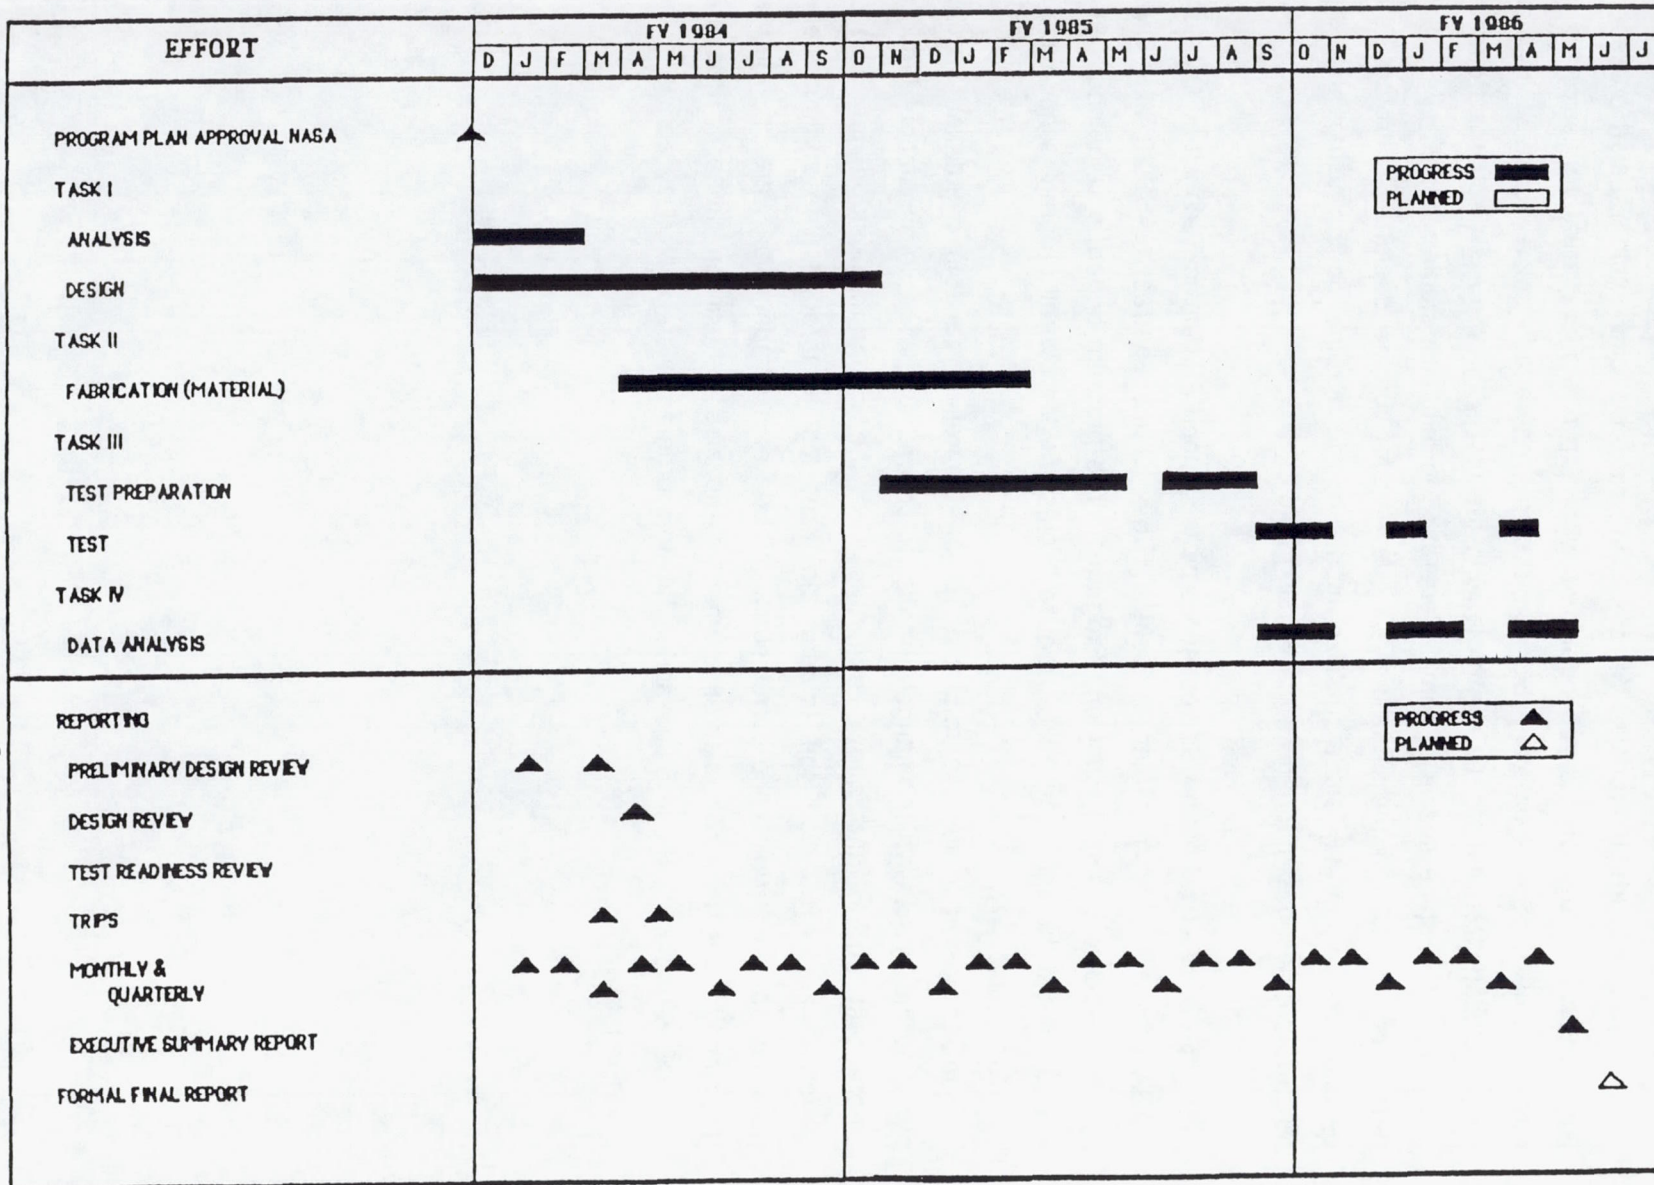 EFFORT
FY 1984 FY 1985 FY 1986
D J F M A M J J A S O N D J F M A M J J A S O N D J F M A M J J
PROGRAM PLAN APPROVAL NASA
TASK I
PROGRESS
PLANNED
ANALYSIS
DESIGN
TASK II
FABRICATION (MATERIAL)
TASK III
TEST PREPARATION
TEST
TASK IV
DATA ANALYSIS
REPORTING
PROGRESS
PLANNED
PRELIMINARY DESIGN REVIEW
DESIGN REVIEW
TEST READINESS REVIEW
TRIPS
MONTHLY &
QUARTERLY
EXECUTIVE SUMMARY REPORT
FORMAL FINAL REPORT